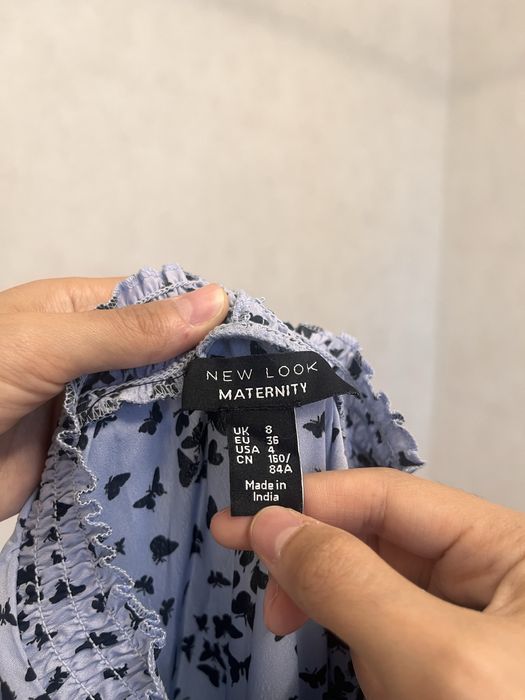 NEW LOOK
MATERNITY
UK 8
EU 36
USA 4
CN 160/
84A
Made in
India